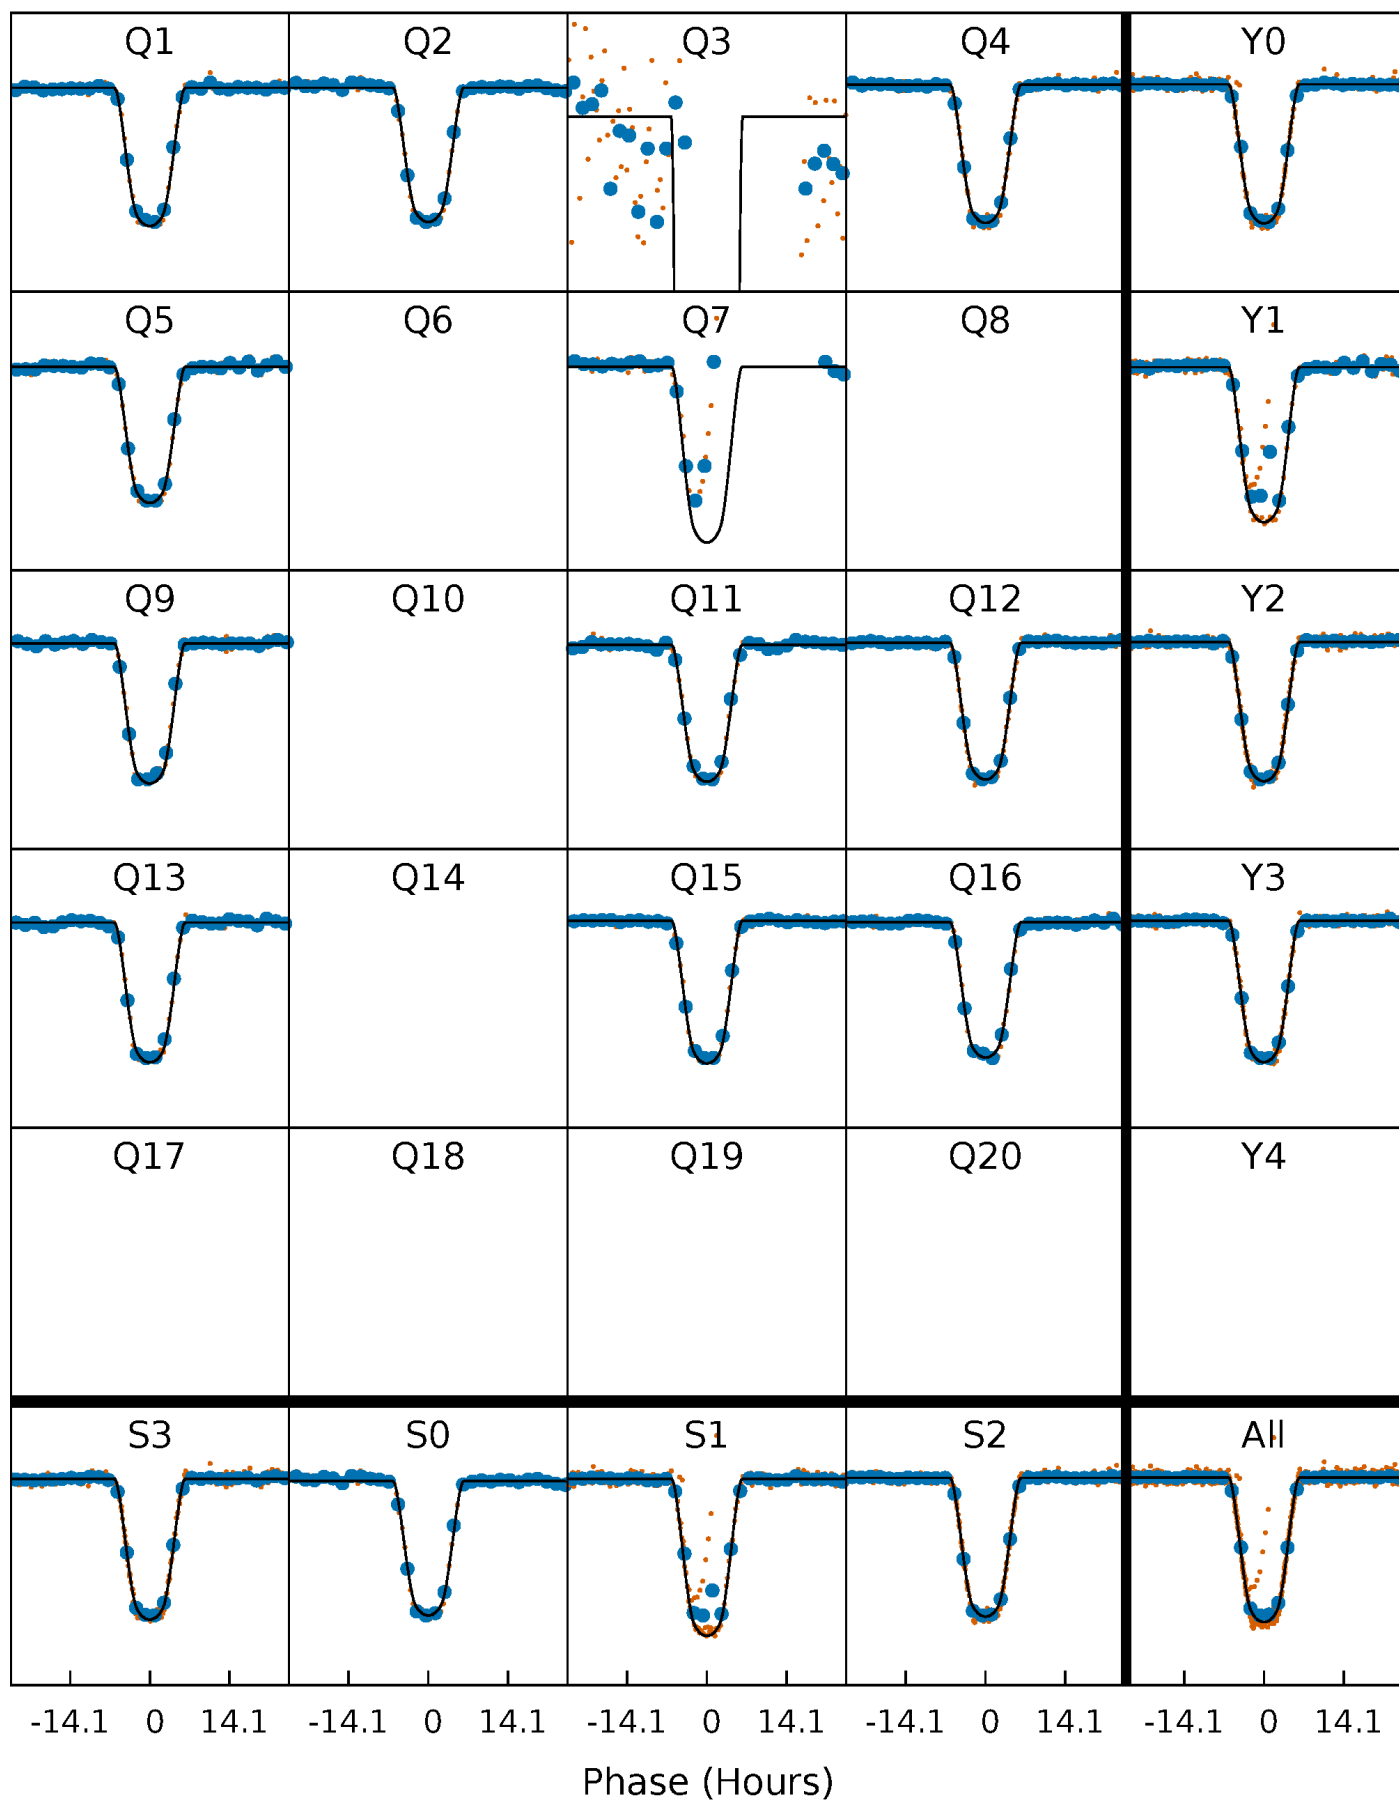 Q1 Q2 Q3 Q4 Y0
Q5 Q6 Q7 Q8 Y1
Q9 Q10 Q11 Q12 Y2
Q13 Q14 Q15 Q16 Y3
Q17 Q18 Q19 Q20 Y4
S3 S0 S1 S2 All
-14.1 0 14.1 -14.1 0 14.1 -14.1 0 14.1 -14.1 0 14.1 -14.1 0 14.1
Phase (Hours)